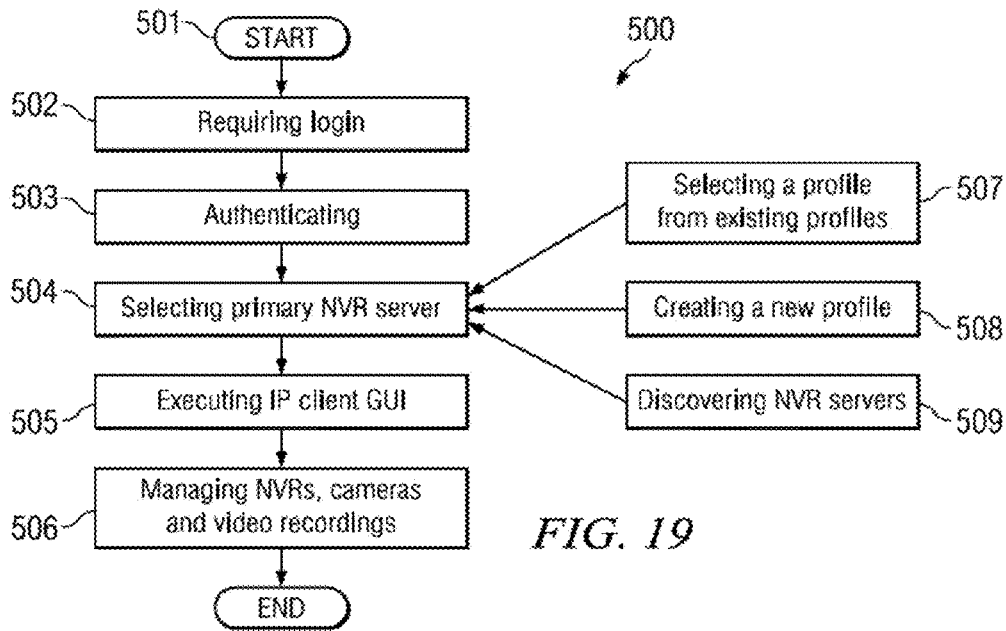 501
START
500
502
Requiring login
503
Authenticating
507
Selecting a profile
from existing profiles
504
Selecting primary NVR server
508
Creating a new profile
505
Executing IP client GUI
509
Discovering NVR servers
506
Managing NVRs, cameras
and video recordings
FIG. 19
END